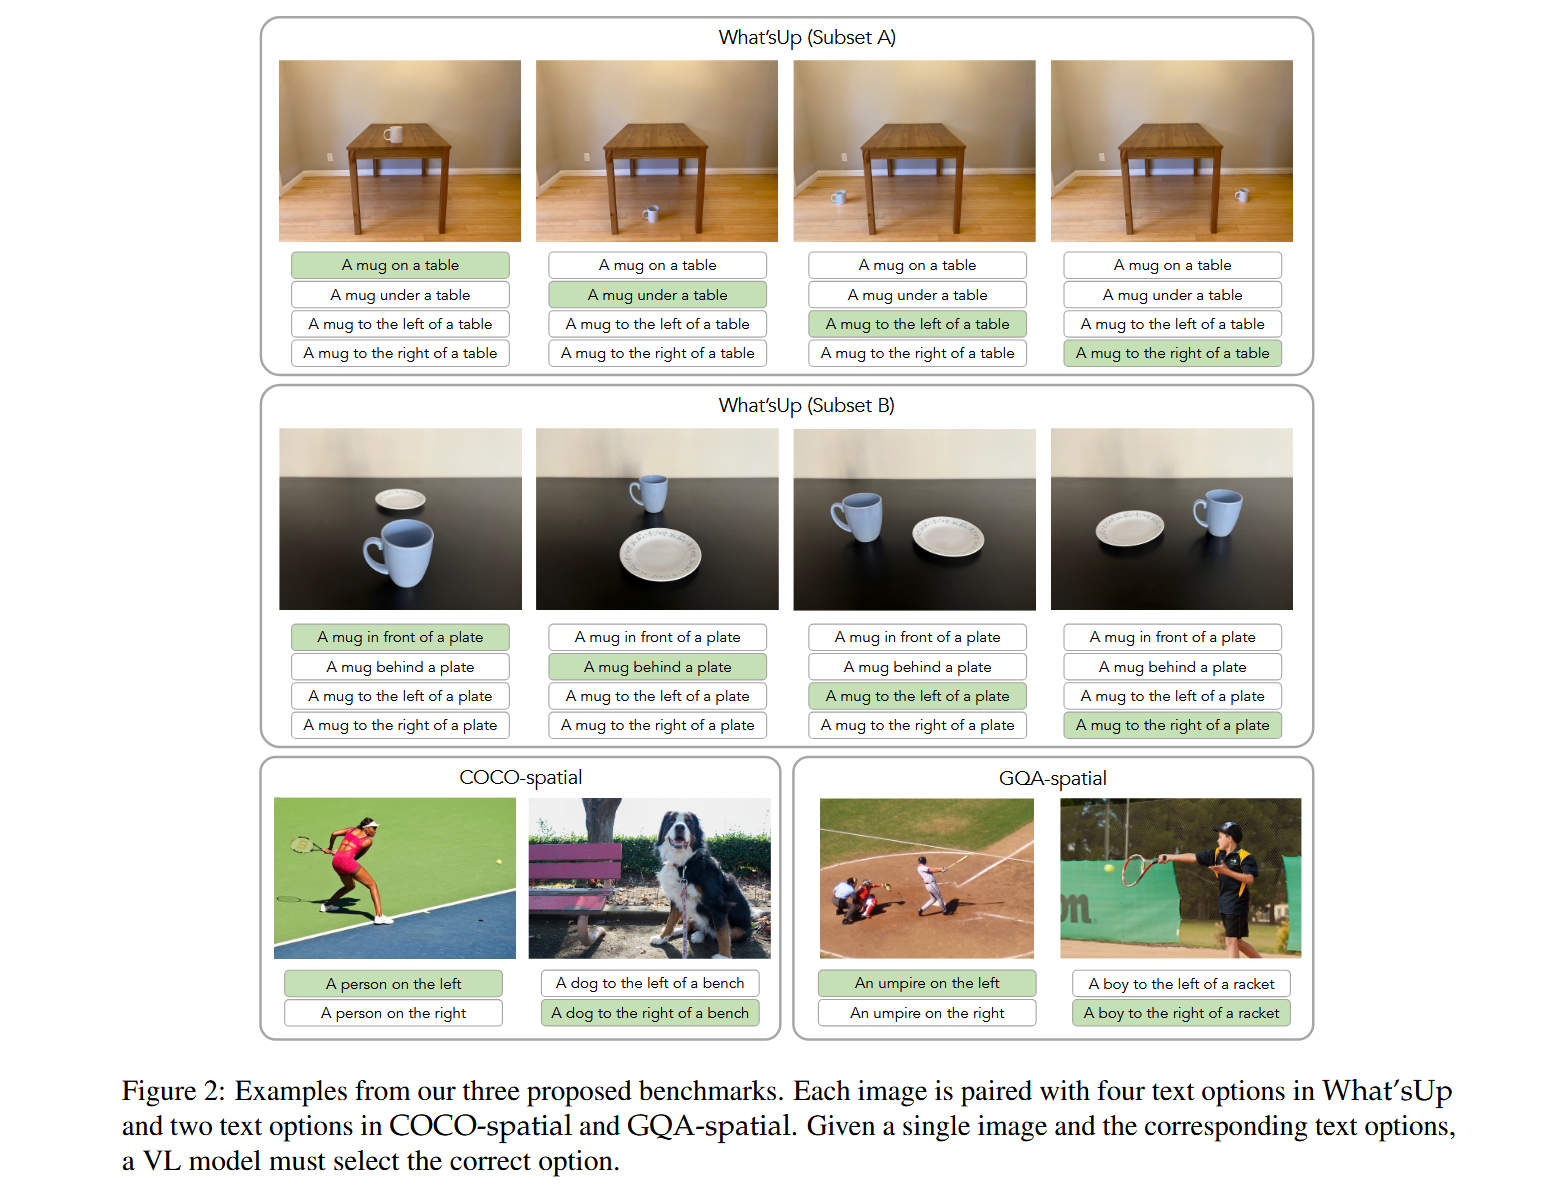 What'sUp (Subset A)
A mug on a table
A mug under a table
A mug to the left of a table
A mug to the right of a table
A mug on a table
A mug under a table
A mug to the left of a table
A mug to the right of a table
A mug on a table
A mug under a table
A mug to the left of a table
A mug to the right of a table
A mug on a table
A mug under a table
A mug to the left of a table
A mug to the right of a table
What'sUp (Subset B)
A mug in front of a plate
A mug behind a plate
A mug to the left of a plate
A mug to the right of a plate
A mug in front of a plate
A mug behind a plate
A mug to the left of a plate
A mug to the right of a plate
A mug in front of a plate
A mug behind a plate
A mug to the left of a plate
A mug to the right of a plate
A mug in front of a plate
A mug behind a plate
A mug to the left of a plate
A mug to the right of a plate
COCO-spatial
A person on the left
A person on the right
A dog to the left of a bench
A dog to the right of a bench
GQA-spatial
An umpire on the left
An umpire on the right
A boy to the left of a racket
A boy to the right of a racket
Figure 2: Examples from our three proposed benchmarks. Each image is paired with four text options in What'sUp
and two text options in COCO-spatial and GQA-spatial. Given a single image and the corresponding text options,
a VL model must select the correct option.